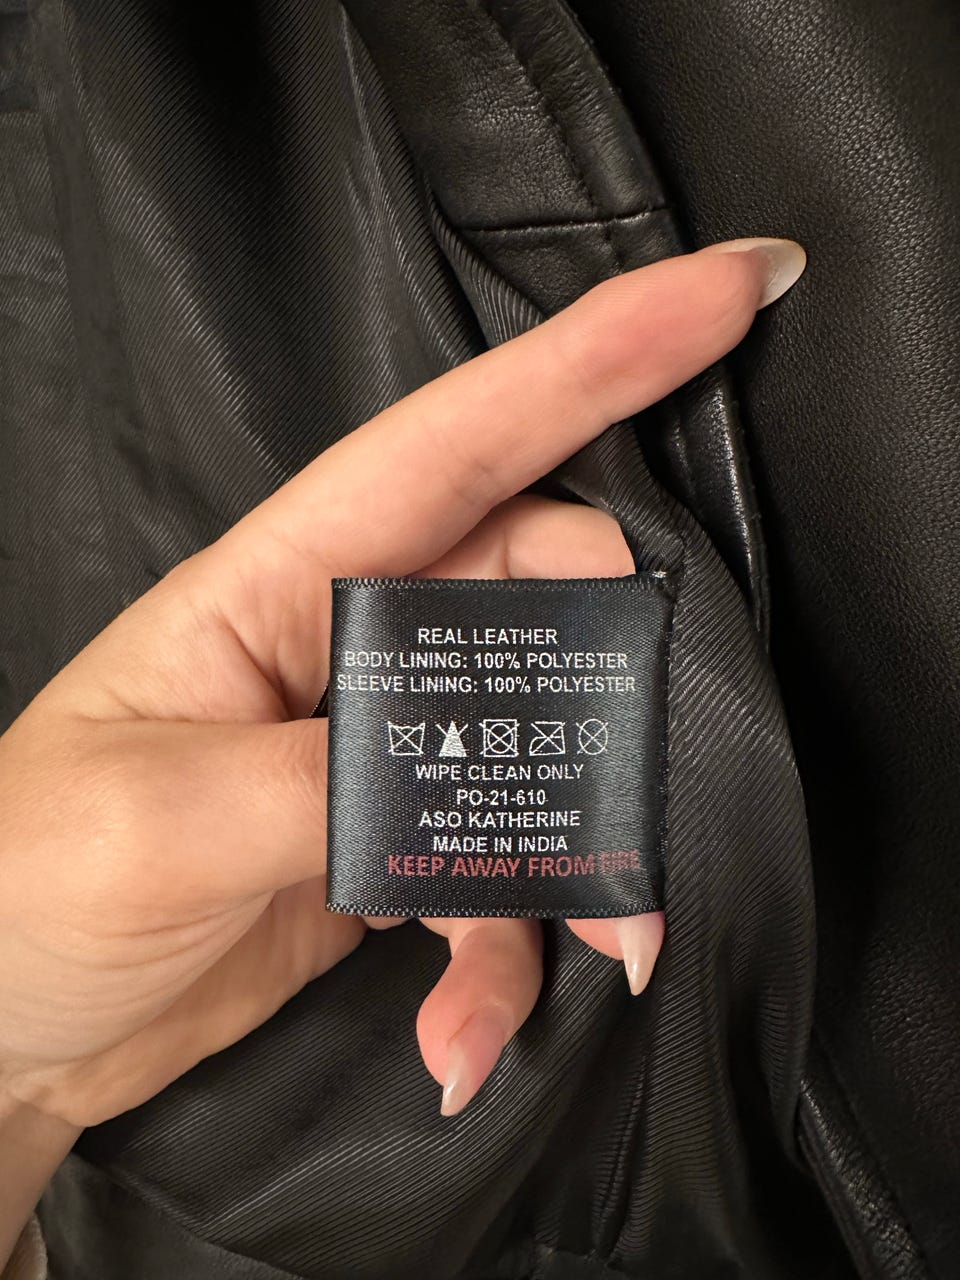 REAL LEATHER
BODY LINING: 100% POLYESTER
SLEEVE LINING: 100% POLYESTER
WIPE CLEAN ONLY
PO-21-610
ASO KATHERINE
MADE IN INDIA
KEEP AWAY FROM FIRE